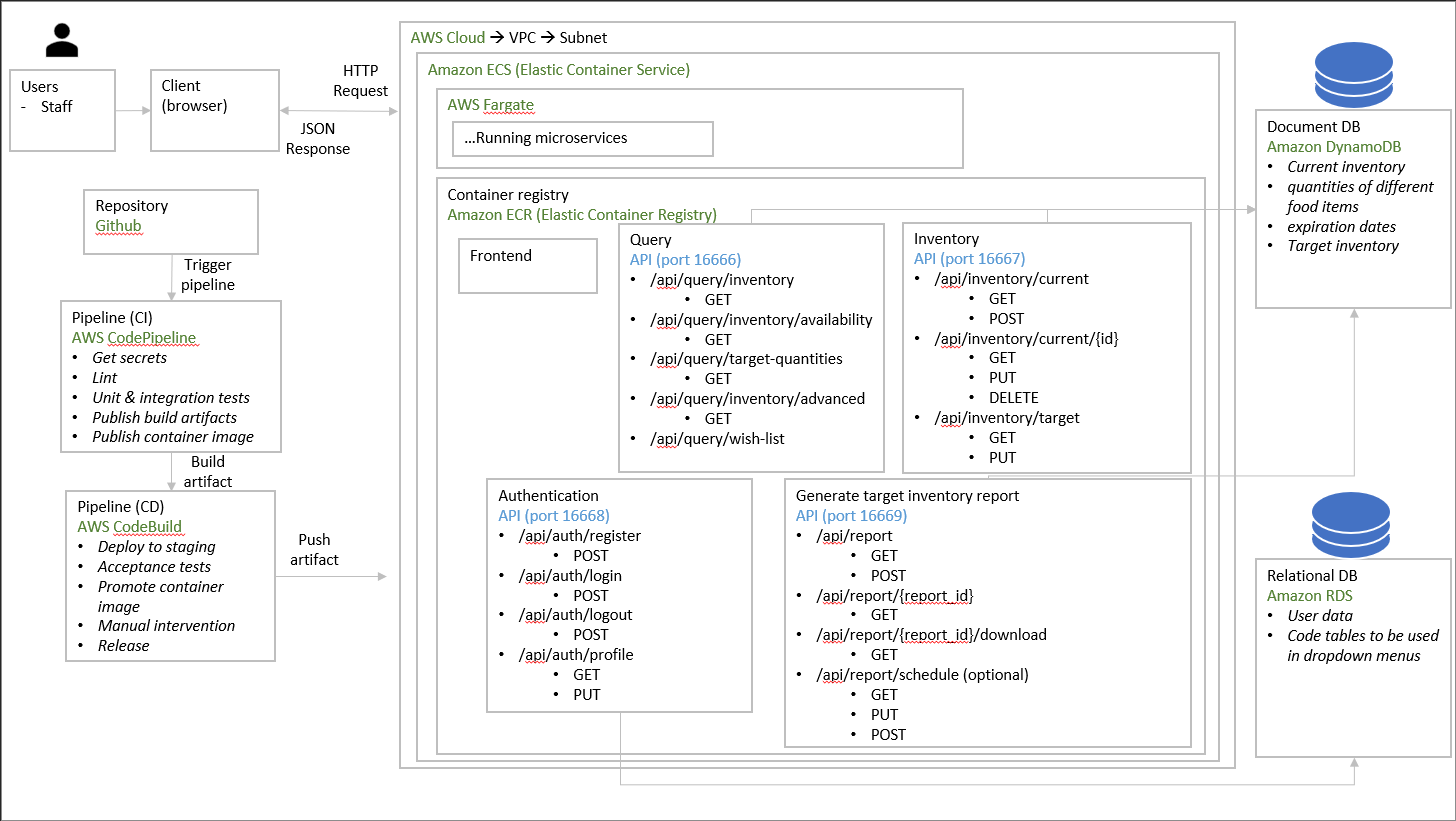 Users
- Staff
Client
(browser)
HTTP
Request
JSON
Response
Repository
Github
Trigger
pipeline
Pipeline (CI)
AWS CodePipeline
• Get secrets
• Lint
• Unit & integration tests
• Publish build artifacts
• Publish container image
Build
artifact
Pipeline (CD)
AWS CodeBuild
• Deploy to staging
• Acceptance tests
• Promote container
image
• Manual intervention
• Release
Push
artifact
AWS Cloud → VPC → Subnet
Amazon ECS (Elastic Container Service)
AWS Fargate
...Running microservices
Container registry
Amazon ECR (Elastic Container Registry)
Frontend
Query
API (port 16666)
• /api/query/inventory
• GET
• /api/query/inventory/availability
• GET
• /api/query/target-quantities
• GET
• /api/query/inventory/advanced
• GET
• /api/query/wish-list
Inventory
API (port 16667)
• /api/inventory/current
• GET
• POST
• /api/inventory/current/{id}
• GET
• PUT
• DELETE
• /api/inventory/target
• GET
• PUT
Authentication
API (port 16668)
• /api/auth/register
• POST
• /api/auth/login
• POST
• /api/auth/logout
• POST
• /api/auth/profile
• GET
• PUT
Generate target inventory report
API (port 16669)
• /api/report
• GET
• POST
• /api/report/{report_id}
• GET
• /api/report/{report_id}/download
• GET
• /api/report/schedule (optional)
• GET
• PUT
• POST
Document DB
Amazon DynamoDB
• Current inventory
• quantities of different
food items
• expiration dates
• Target inventory
Relational DB
Amazon RDS
• User data
• Code tables to be used
in dropdown menus